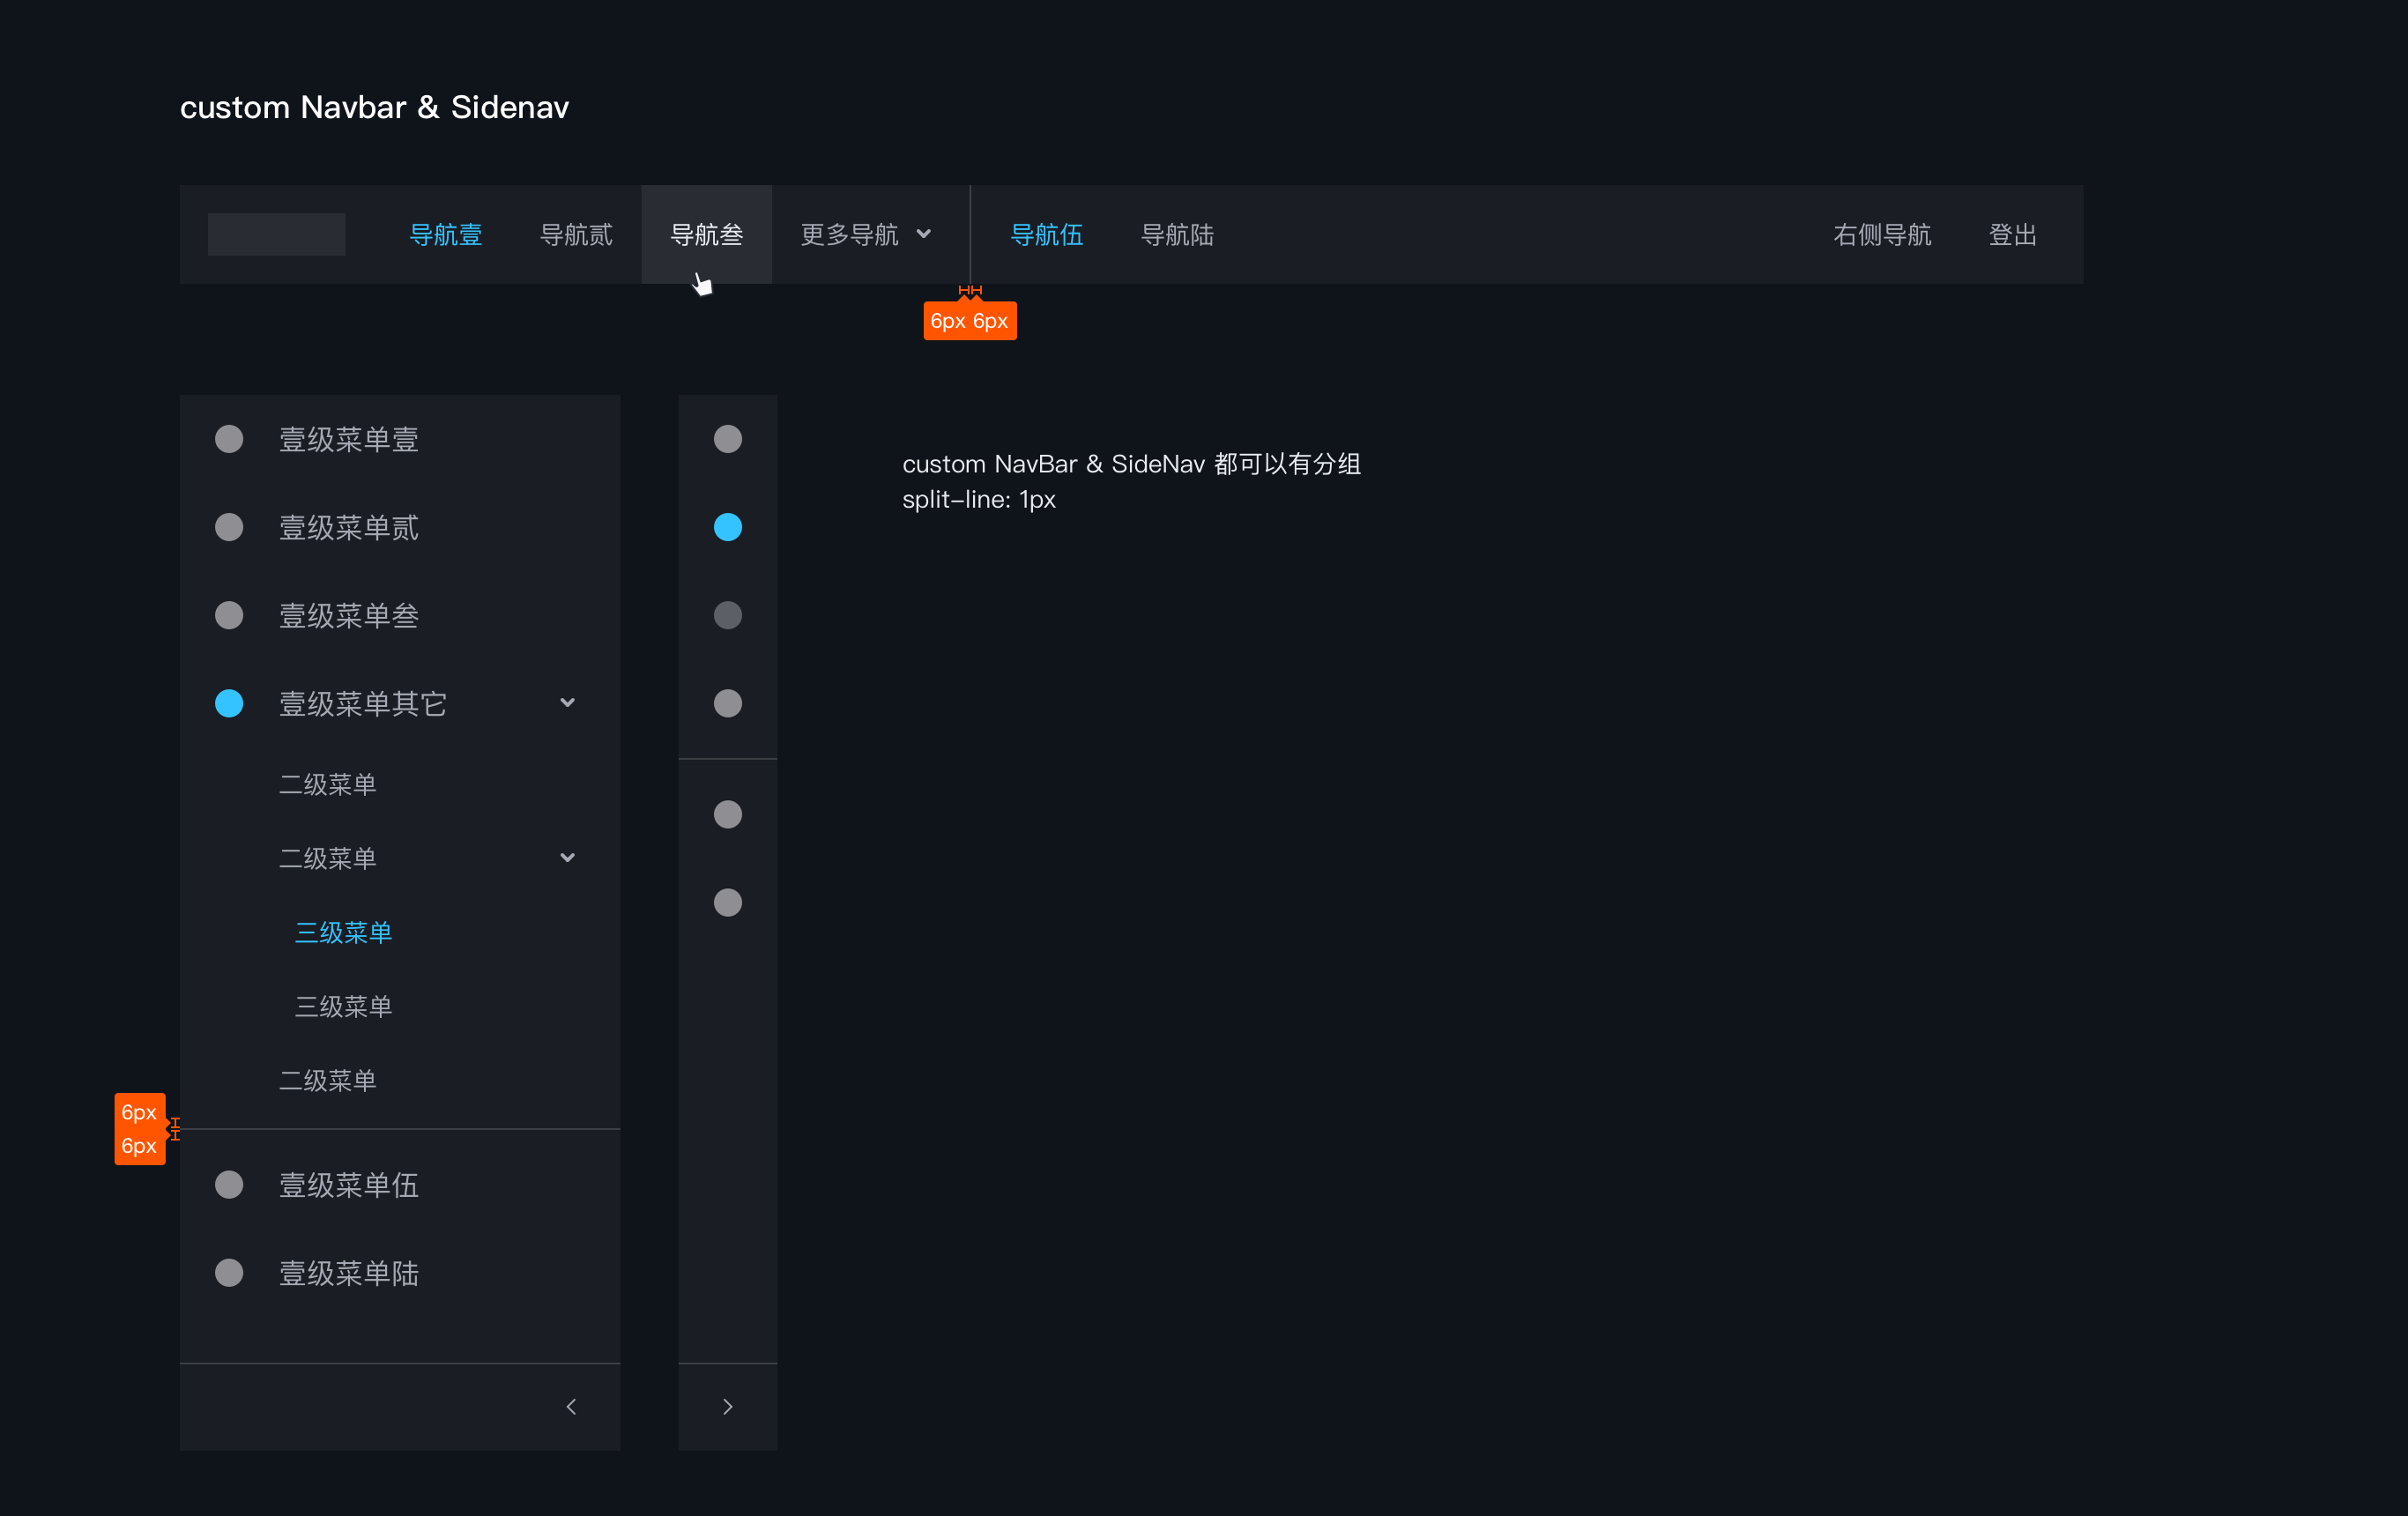 custom Navbar & Sidenav
导航壹 导航贰 导航叁 更多导航 导航伍 导航陆 右侧导航 登出
6px 6px
壹级菜单壹
壹级菜单贰
壹级菜单叁
壹级菜单其它
二级菜单
二级菜单
三级菜单
三级菜单
二级菜单
6px
6px
壹级菜单伍
壹级菜单陆
custom NavBar & SideNav 都可以有分组
split-line: 1px